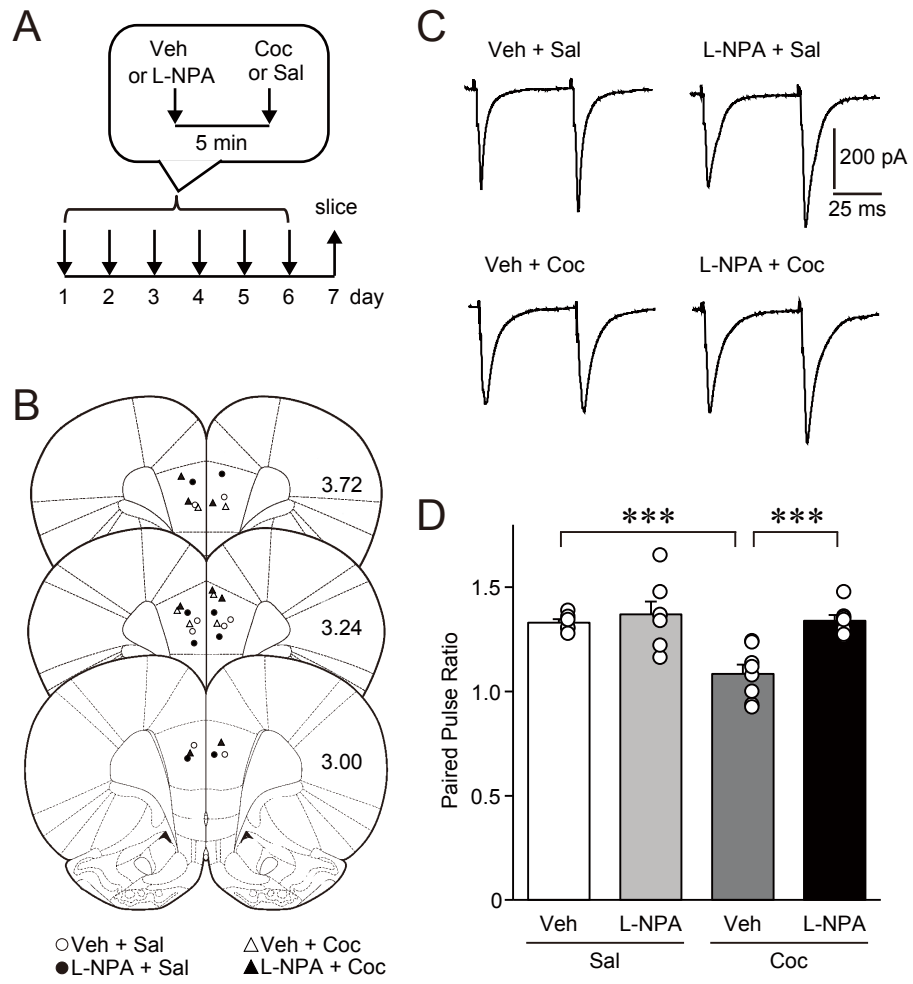 A
Veh
or L-NPA
Coc
or Sal
5 min
slice
1 2 3 4 5 6 7 day
B
3.72
3.24
3.00
○ Veh + Sal
△ Veh + Coc
● L-NPA + Sal
▲ L-NPA + Coc
C
Veh + Sal
L-NPA + Sal
200 pA
25 ms
Veh + Coc
L-NPA + Coc
D
*** ***
Paired Pulse Ratio
1.5
1.0
0.5
0
Veh L-NPA Veh L-NPA
Sal Coc